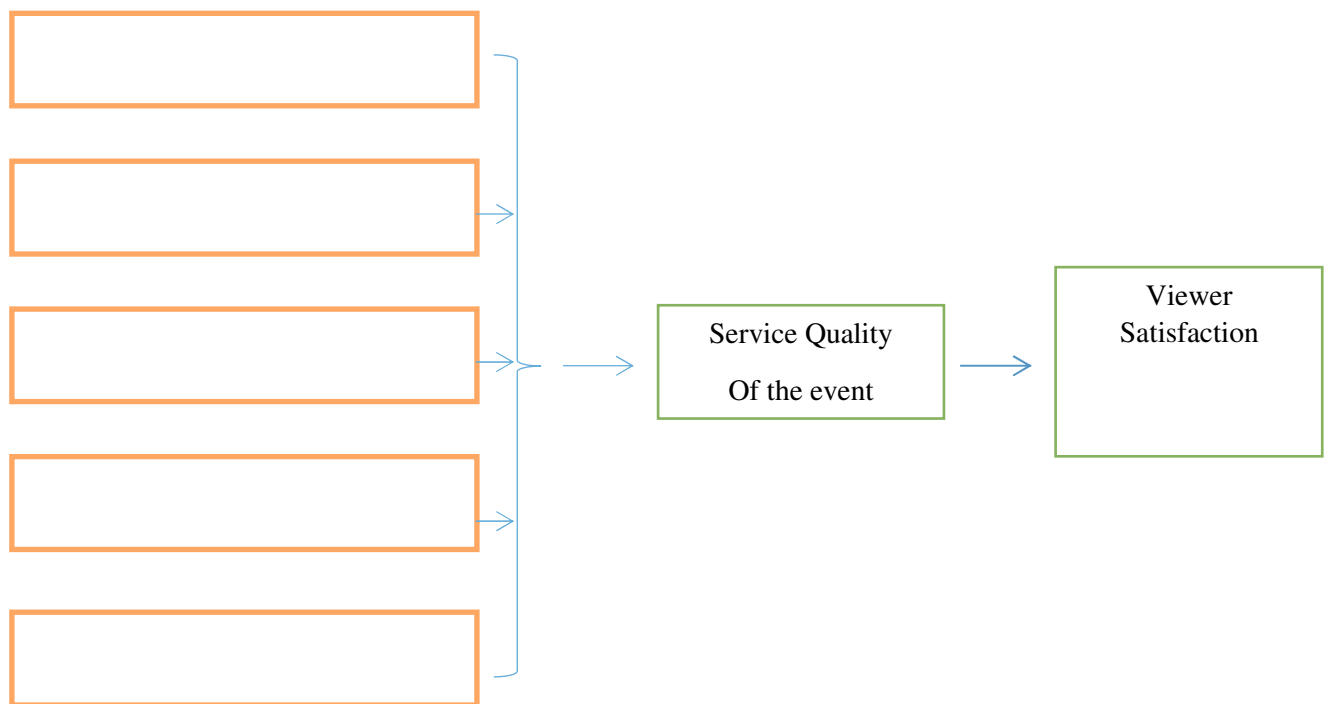 Service Quality
Of the event
Viewer
Satisfaction